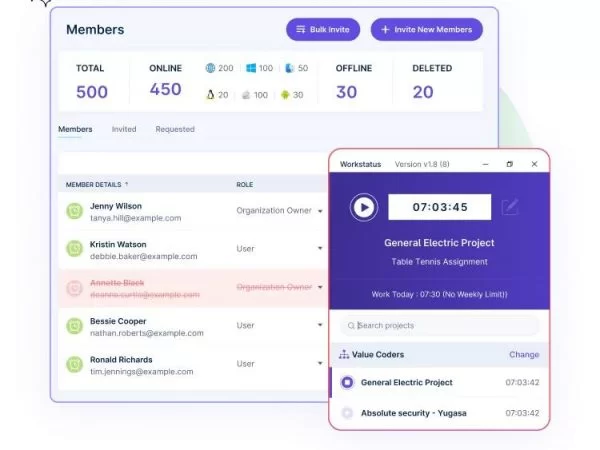 Members
Bulk Invite
Invite New Members
TOTAL
500
ONLINE
450
200 100 50
20 100 30
OFFLINE
30
DELETED
20
Members Invited Requested
MEMBER DETAILS ROLE
Jenny Wilson
tanya.hill@example.com
Organization Owner
Kristin Watson
debbie.baker@example.com
User
Annette Black
deanna.curtis@example.com
Organization Owner
Bessie Cooper
nathan.roberts@example.com
User
Ronald Richards
tim.jennings@example.com
User
Workstatus Version v1.8 (8)
07:03:45
General Electric Project
Table Tennis Assignment
Work Today : 07:30 (No Weekly Limit))
Search projects
Value Coders Change
General Electric Project 07:03:42
Absolute security - Yugasa 07:03:42